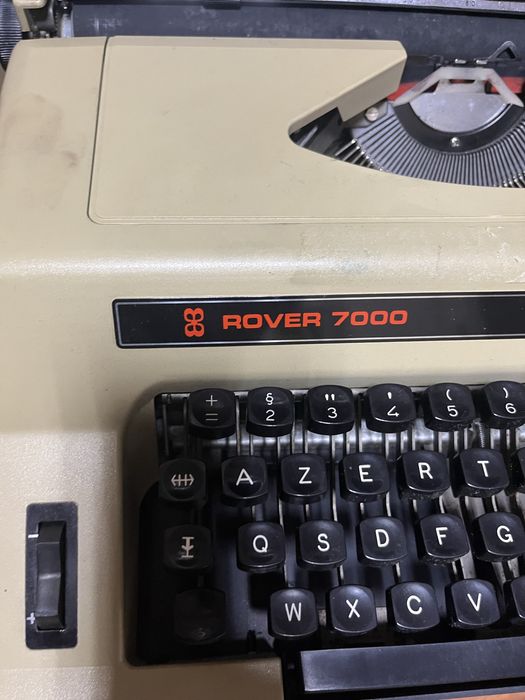 ROVER 7000
+ § " ' ( )
= 2 3 4 5 6
A Z E R T
Q S D F G
W X C V